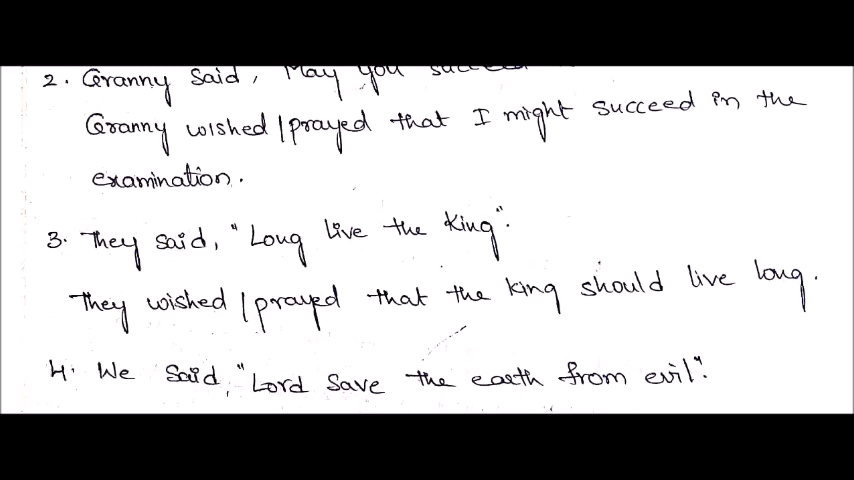 2. Granny said, May you succeed
Granny wished/prayed that I might succeed in the
examination.
3. They said, "Long live the King".
They wished/prayed that the king should live long.
4. We said, "Lord save the earth from evil".